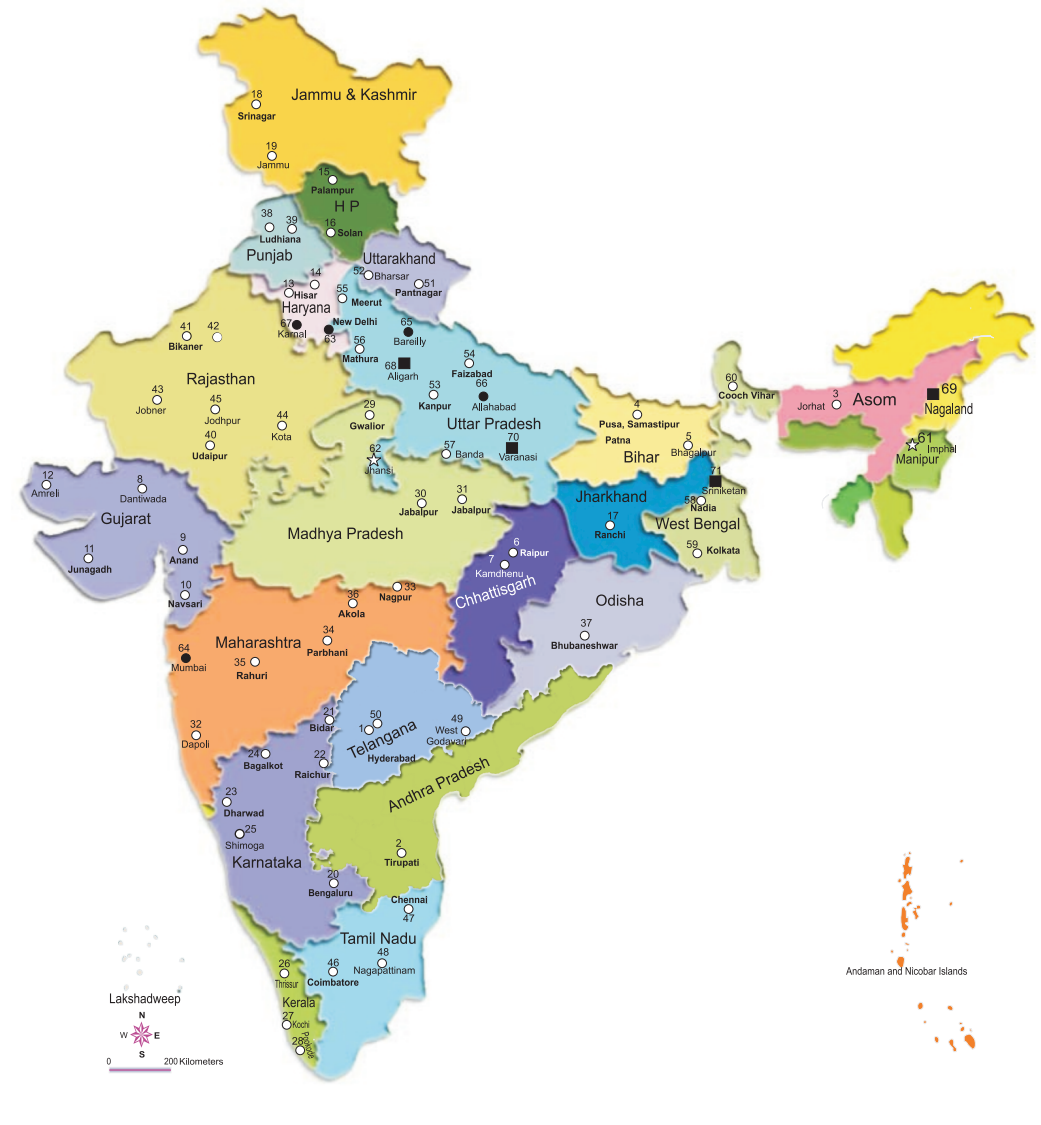 18
Srinagar
Jammu & Kashmir
19
Jammu
15
Palampur
H P
16
Solan
38
39
Ludhiana
Punjab
Uttarakhand
52
Bharsar
51
Pantnagar
13
14
Hisar
Haryana
67
Karnal
55
Meerut
New Delhi
63
56
Mathura
65
Bareilly
68
Aligarh
54
Faizabad
53
Kanpur
66
Allahabad
Uttar Pradesh
57
Banda
70
Varanasi
41
Bikaner
42
Rajasthan
43
Jobner
45
Jodhpur
44
Kota
40
Udaipur
29
Gwalior
62
Jhansi
4
Pusa, Samastipur
Patna
5
Bhagalpur
Bihar
60
Cooch Vihar
3
Jorhat
Asom
69
Nagaland
61
Imphal
Manipur
12
Amreli
8
Dantiwada
Gujarat
11
Junagadh
9
Anand
10
Navsari
30
Jabalpur
31
Jabalpur
Madhya Pradesh
Jharkhand
17
Ranchi
71
Sriniketan
58
Nadia
West Bengal
59
Kolkata
6
Raipur
7
Kamdhenu
Chhattisgarh
Odisha
37
Bhubaneshwar
36
Akola
33
Nagpur
Maharashtra
34
Parbhani
64
Mumbai
35
Rahuri
32
Dapoli
21
Bidar
50
1
Telangana
Hyderabad
49
West
Godavari
24
Bagalkot
22
Raichur
Andhra Pradesh
23
Dharwad
25
Shimoga
Karnataka
2
Tirupati
20
Bengaluru
Chennai
47
Tamil Nadu
48
Nagapattinam
46
Coimbatore
26
Thrissur
Kerala
27
Kochi
28
Lakshadweep
N
W
E
S
0
200 Kilometers
Andaman and Nicobar Islands